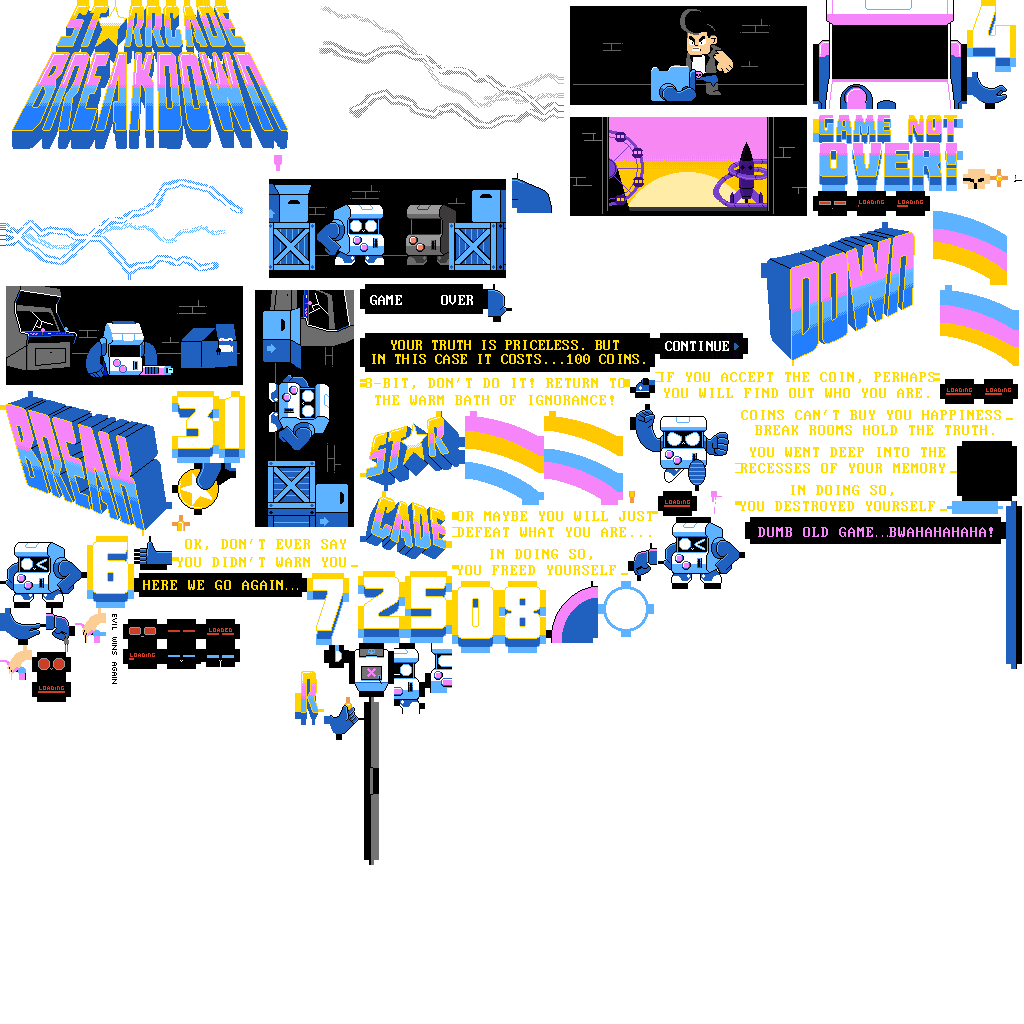 ST★ARCADE
BREAKDOWN
GAME NOT
OVER!
LOADING
LOADING
DOWN
GAME OVER
YOUR TRUTH IS PRICELESS. BUT
IN THIS CASE IT COSTS...100 COINS.
CONTINUE
8-BIT, DON'T DO IT! RETURN TO
THE WARM BATH OF IGNORANCE!
IF YOU ACCEPT THE COIN, PERHAPS
YOU WILL FIND OUT WHO YOU ARE.
LOADING
LOADING
COINS CAN'T BUY YOU HAPPINESS
BREAK ROOMS HOLD THE TRUTH.
BREAK
31
ST★R
YOU WENT DEEP INTO THE
RECESSES OF YOUR MEMORY
IN DOING SO,
YOU DESTROYED YOURSELF
LOADING
CADE
OR MAYBE YOU WILL JUST
DEFEAT WHAT YOU ARE...
DUMB OLD GAME...BWAHAHAHAHA!
OK, DON'T EVER SAY
YOU DIDN'T WARN YOU
IN DOING SO,
YOU FREED YOURSELF
6
HERE WE GO AGAIN...
7
25
08
EVIL WINS AGAIN
LOADED
LOADING
LOADING
R